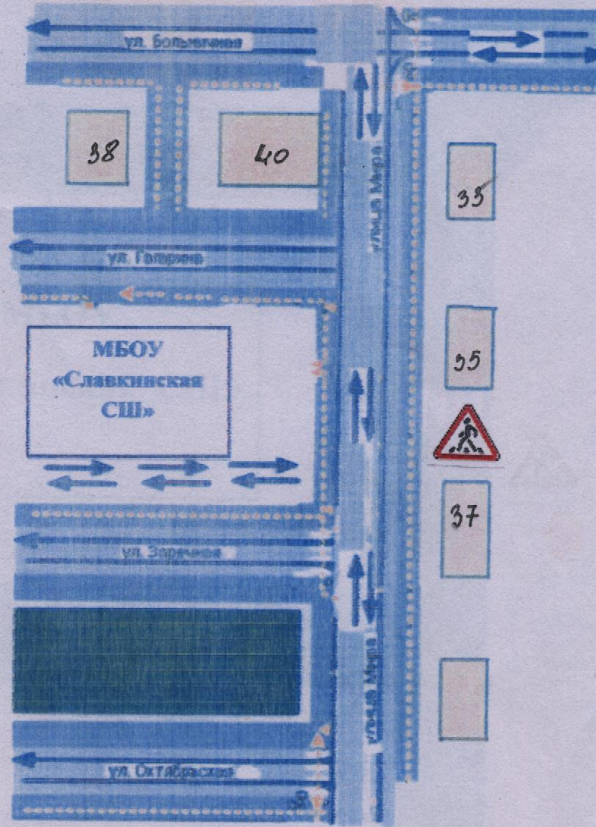 ул. Больничная
38
40
33
улица Мира
ул. Гагарина
МБОУ
«Славкинская
СШ»
35
37
ул. Заречная
улица Мира
ул. Октябрьская